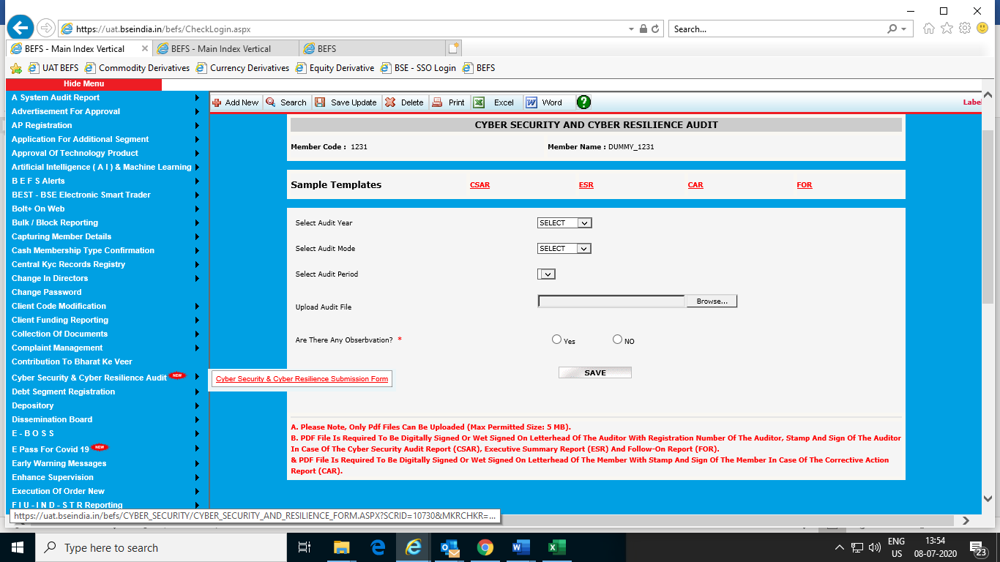 https://uat.bseindia.in/befs/CheckLogin.aspx
Search...
BEFS - Main Index Vertical
BEFS - Main Index Vertical
BEFS
UAT BEFS
Commodity Derivatives
Currency Derivatives
Equity Derivative
BSE - SSO Login
BEFS
Hide Menu
A System Audit Report
Advertisement For Approval
AP Registration
Application For Additional Segment
Approval Of Technology Product
Artificial Intelligence ( A I ) & Machine Learning
B E F S Alerts
BEST - BSE Electronic Smart Trader
Bolt+ On Web
Bulk / Block Reporting
Capturing Member Details
Cash Membership Type Confirmation
Central Kyc Records Registry
Change In Directors
Change Password
Client Code Modification
Client Funding Reporting
Collection Of Documents
Complaint Management
Contribution To Bharat Ke Veer
Cyber Security & Cyber Resilience Audit NEW
Debt Segment Registration
Depository
Dissemination Board
E - B O S S
E Pass For Covid 19 NEW
Early Warning Messages
Enhance Supervision
Execution Of Order New
F I U - I N D - S T R Reporting
Add New
Search
Save Update
Delete
Print
Excel
Word
?
Label
CYBER SECURITY AND CYBER RESILIENCE AUDIT
Member Code : 1231
Member Name : DUMMY_1231
Sample Templates
CSAR
ESR
CAR
FOR
Select Audit Year
SELECT
Select Audit Mode
SELECT
Select Audit Period
Upload Audit File
Browse...
Are There Any Obserbvation? *
Yes
NO
Cyber Security & Cyber Resilience Submission Form
SAVE
A. Please Note, Only Pdf Files Can Be Uploaded (Max Permitted Size: 5 MB).
B. PDF File Is Required To Be Digitally Signed Or Wet Signed On Letterhead Of The Auditor With Registration Number Of The Auditor, Stamp And Sign Of The Auditor
In Case Of The Cyber Security Audit Report (CSAR), Executive Summary Report (ESR) And Follow-On Report (FOR).
& PDF File Is Required To Be Digitally Signed Or Wet Signed On Letterhead Of The Member With Stamp And Sign Of The Member In Case Of The Corrective Action
Report (CAR).
https://uat.bseindia.in/befs/CYBER_SECURITY/CYBER_SECURITY_AND_RESILIENCE_FORM.ASPX?SCRID=10730&MKRCHKR=...
Type here to search
ENG
US
13:54
08-07-2020
23